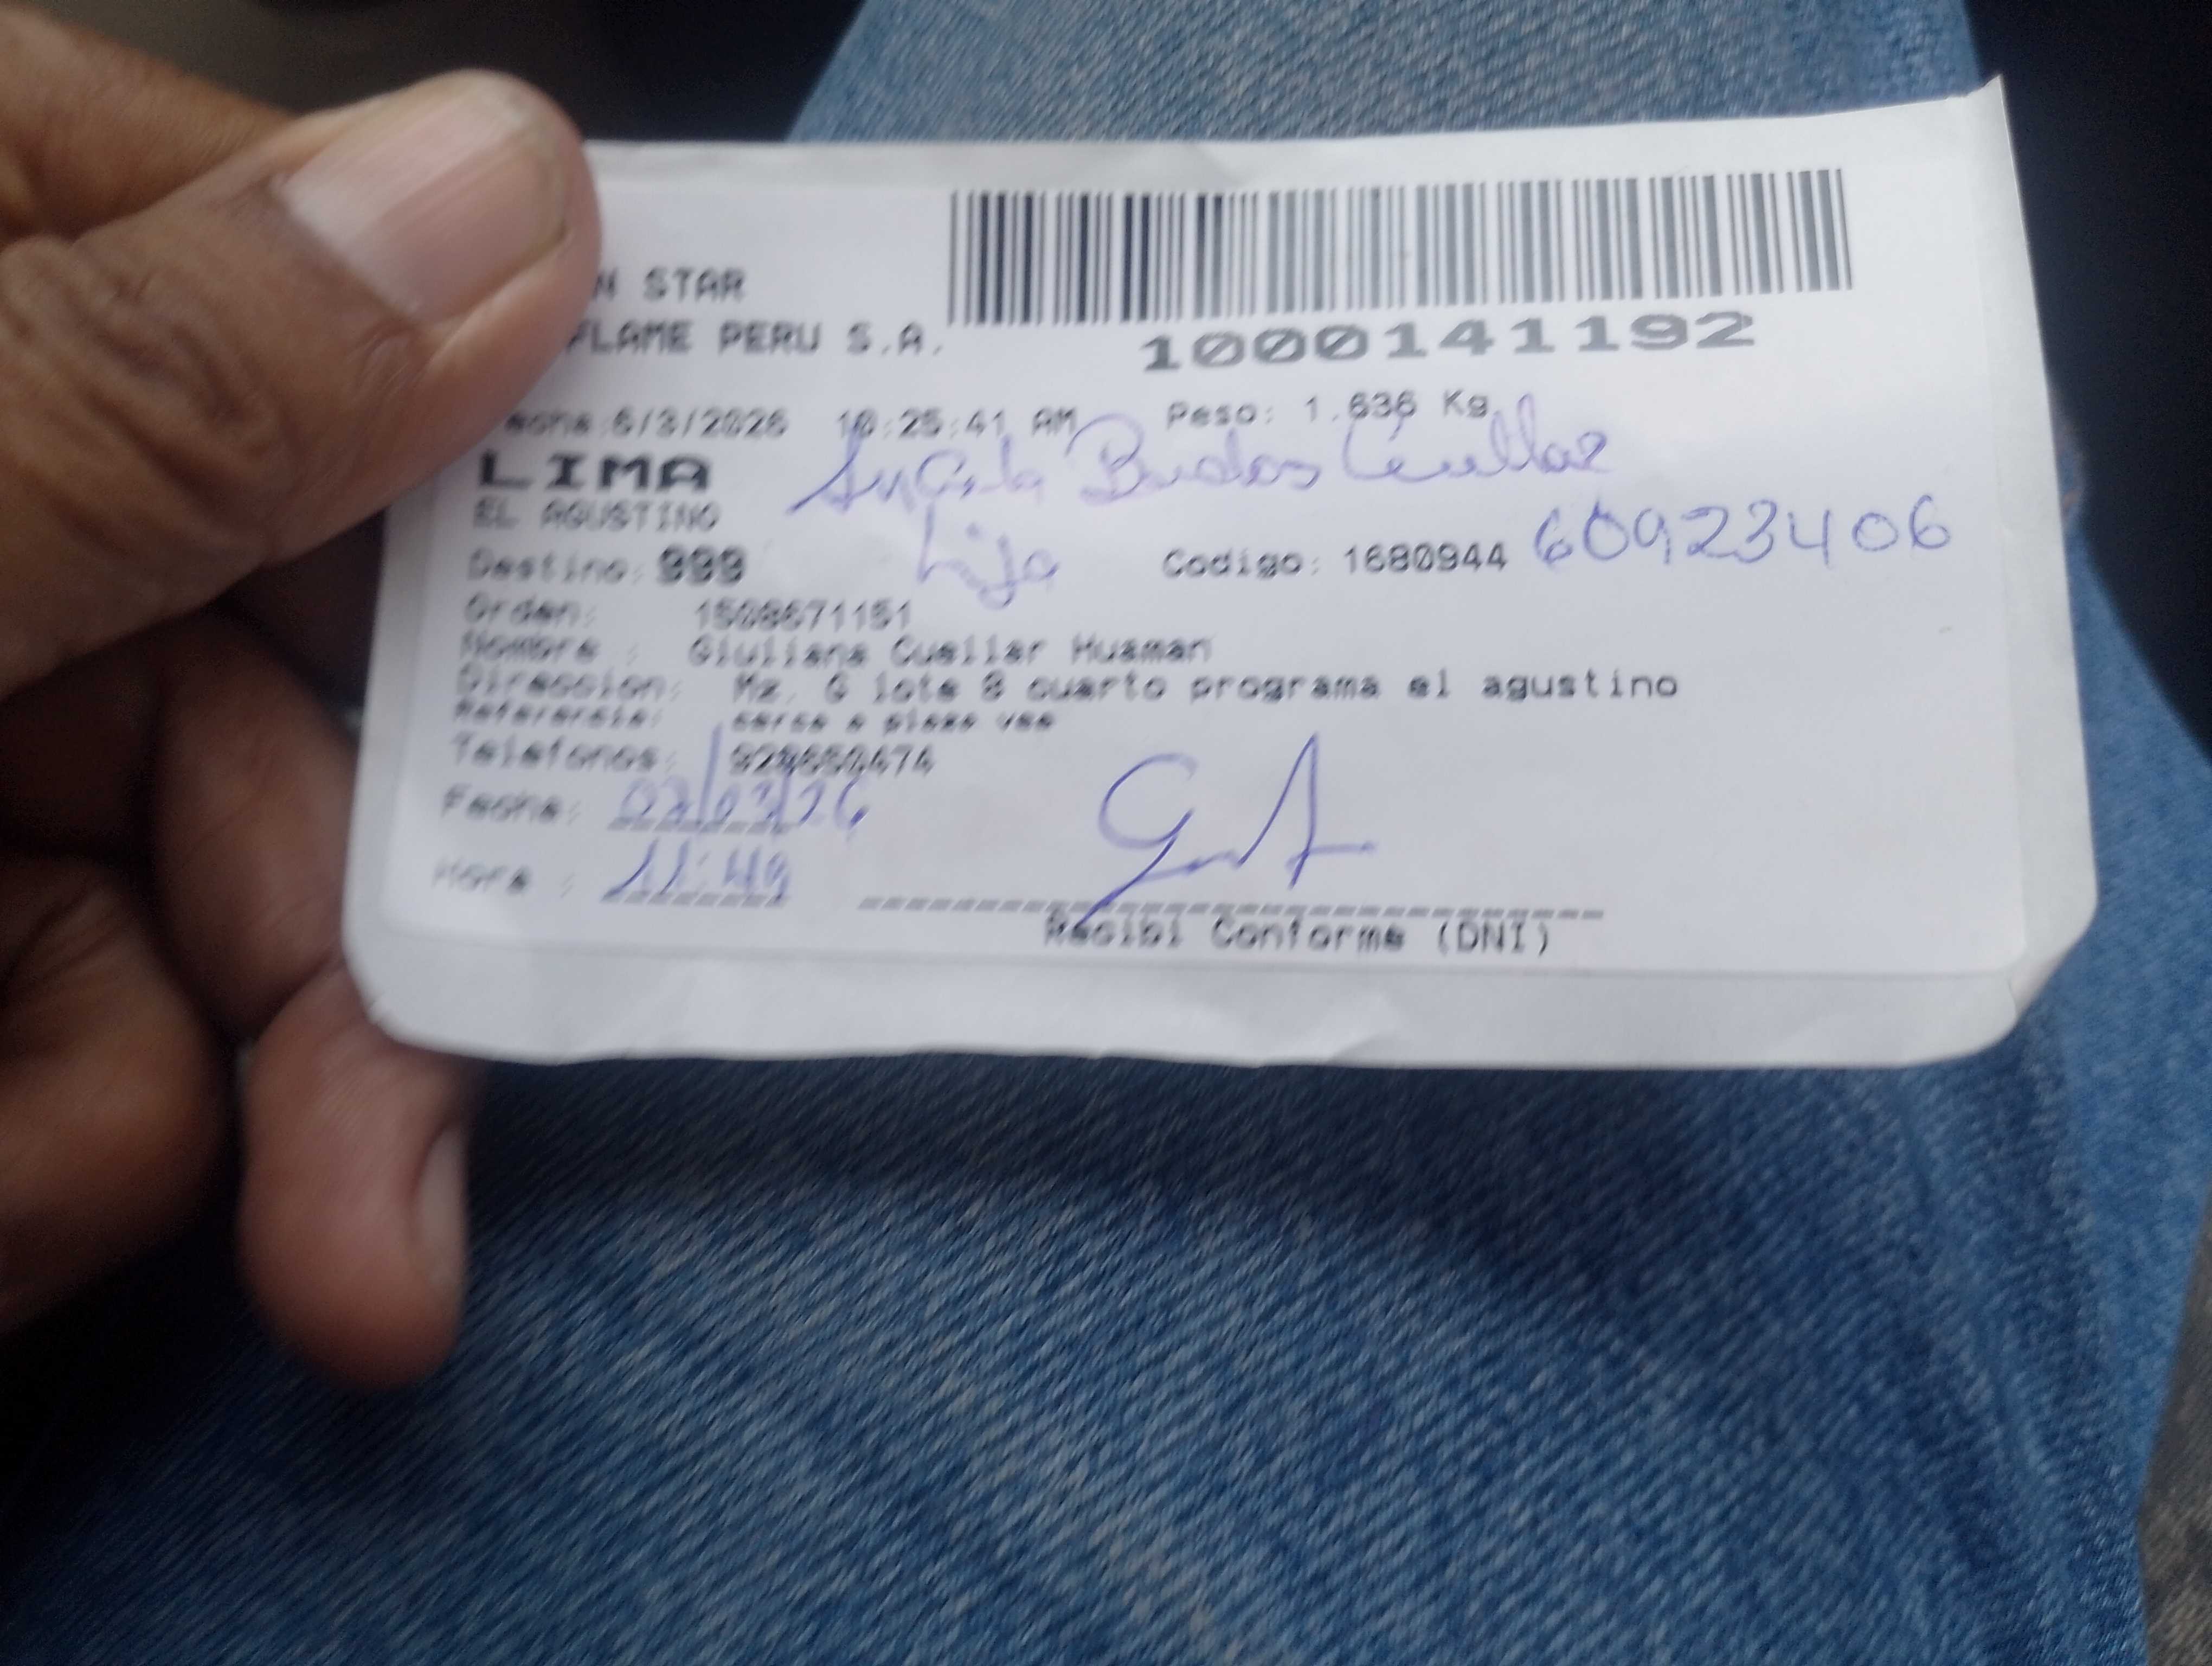 N STAR
FLAME PERU S.A.
1000141192
6/3/2026 10:25:41 AM Peso: 1.636 Kg.
LIMA
EL AGUSTINO
Cuellar
Hija
Destino: 999 Codigo: 1680944 60923406
Orden: 1508671151
Nombre : Giuliana Cuellar Huaman
Direccion: Mz. G lote 8 cuarto programa el agustino
Referencia: cerca a plaza vea
Telefonos:
Fecha:
Hora : 11:49
Recibi Conforme (DNI)